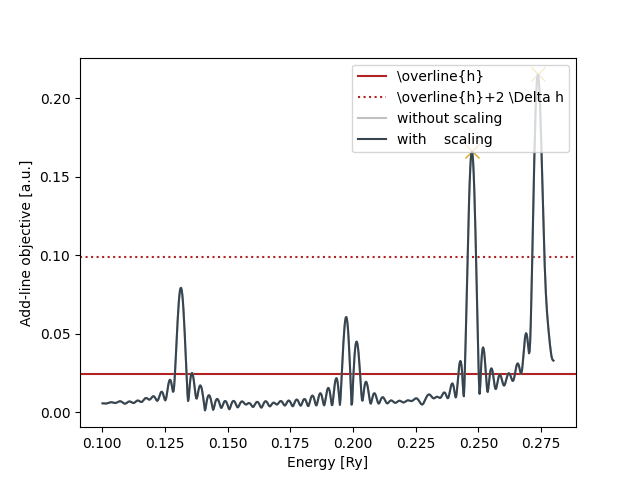 \overline{h}
\overline{h}+2 \Delta h
without scaling
with    scaling
Add-line objective [a.u.]
0.20
0.15
0.10
0.05
0.00
0.100 0.125 0.150 0.175 0.200 0.225 0.250 0.275
Energy [Ry]